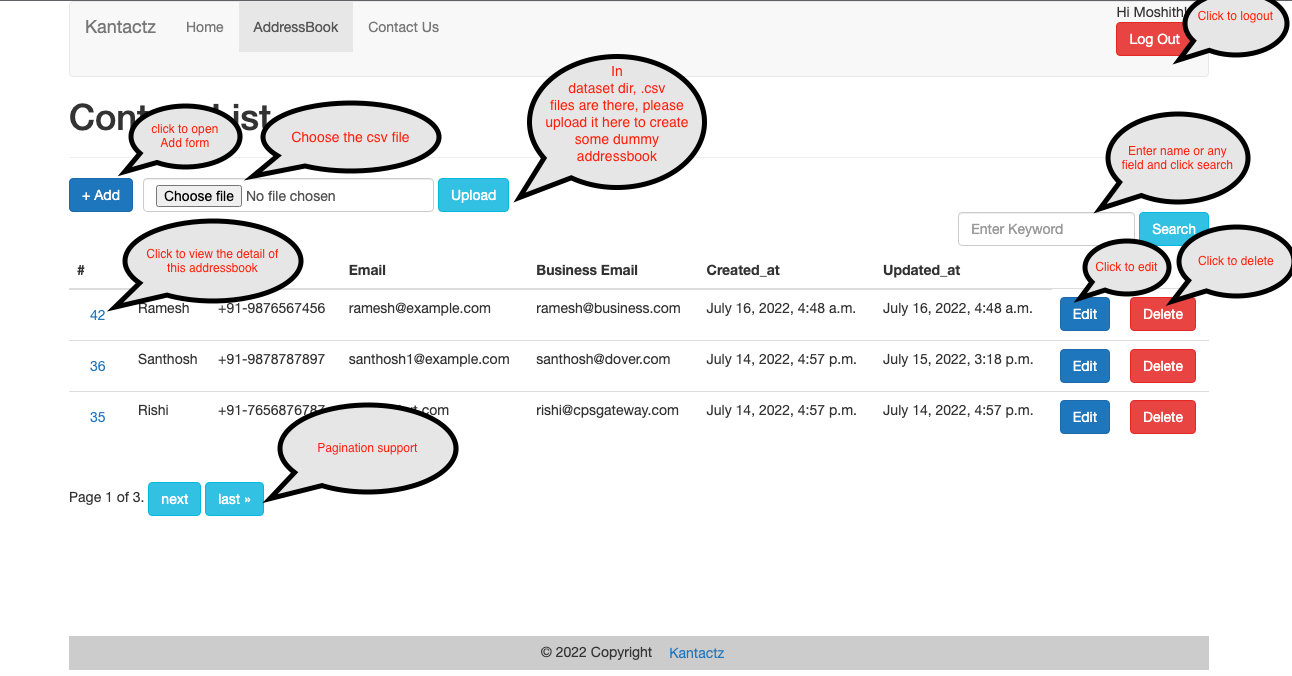 Kantactz Home AddressBook Contact Us
Hi Moshith
Log Out
Click to logout
In
dataset dir, .csv
files are there, please
upload it here to create
some dummy
addressbook
List
click to open
Add form
Choose the csv file
Enter name or any
field and click search
+ Add Choose file No file chosen Upload
Enter Keyword Search
Click to view the detail of
this addressbook
Click to edit
Click to delete
# Email Business Email Created_at Updated_at
42 Ramesh +91-9876567456 ramesh@example.com ramesh@business.com July 16, 2022, 4:48 a.m. July 16, 2022, 4:48 a.m. Edit Delete
36 Santhosh +91-9878787897 santhosh1@example.com santhosh@dover.com July 14, 2022, 4:57 p.m. July 15, 2022, 3:18 p.m. Edit Delete
35 Rishi +91-7656876787 rishi@cpsgateway.com July 14, 2022, 4:57 p.m. July 14, 2022, 4:57 p.m. Edit Delete
Pagination support
Page 1 of 3. next last »
© 2022 Copyright Kantactz